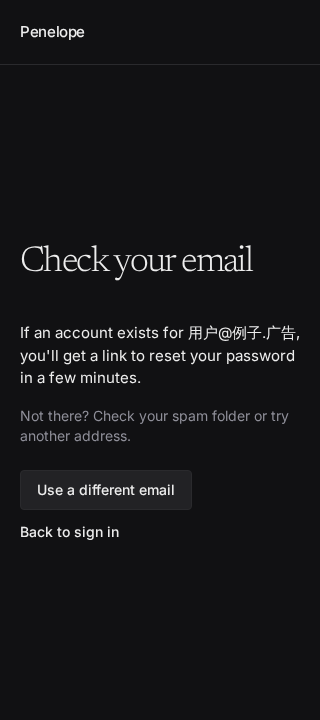 Penelope
Check your email
If an account exists for 用户@例子.广告,
you'll get a link to reset your password
in a few minutes.
Not there? Check your spam folder or try
another address.
Use a different email
Back to sign in